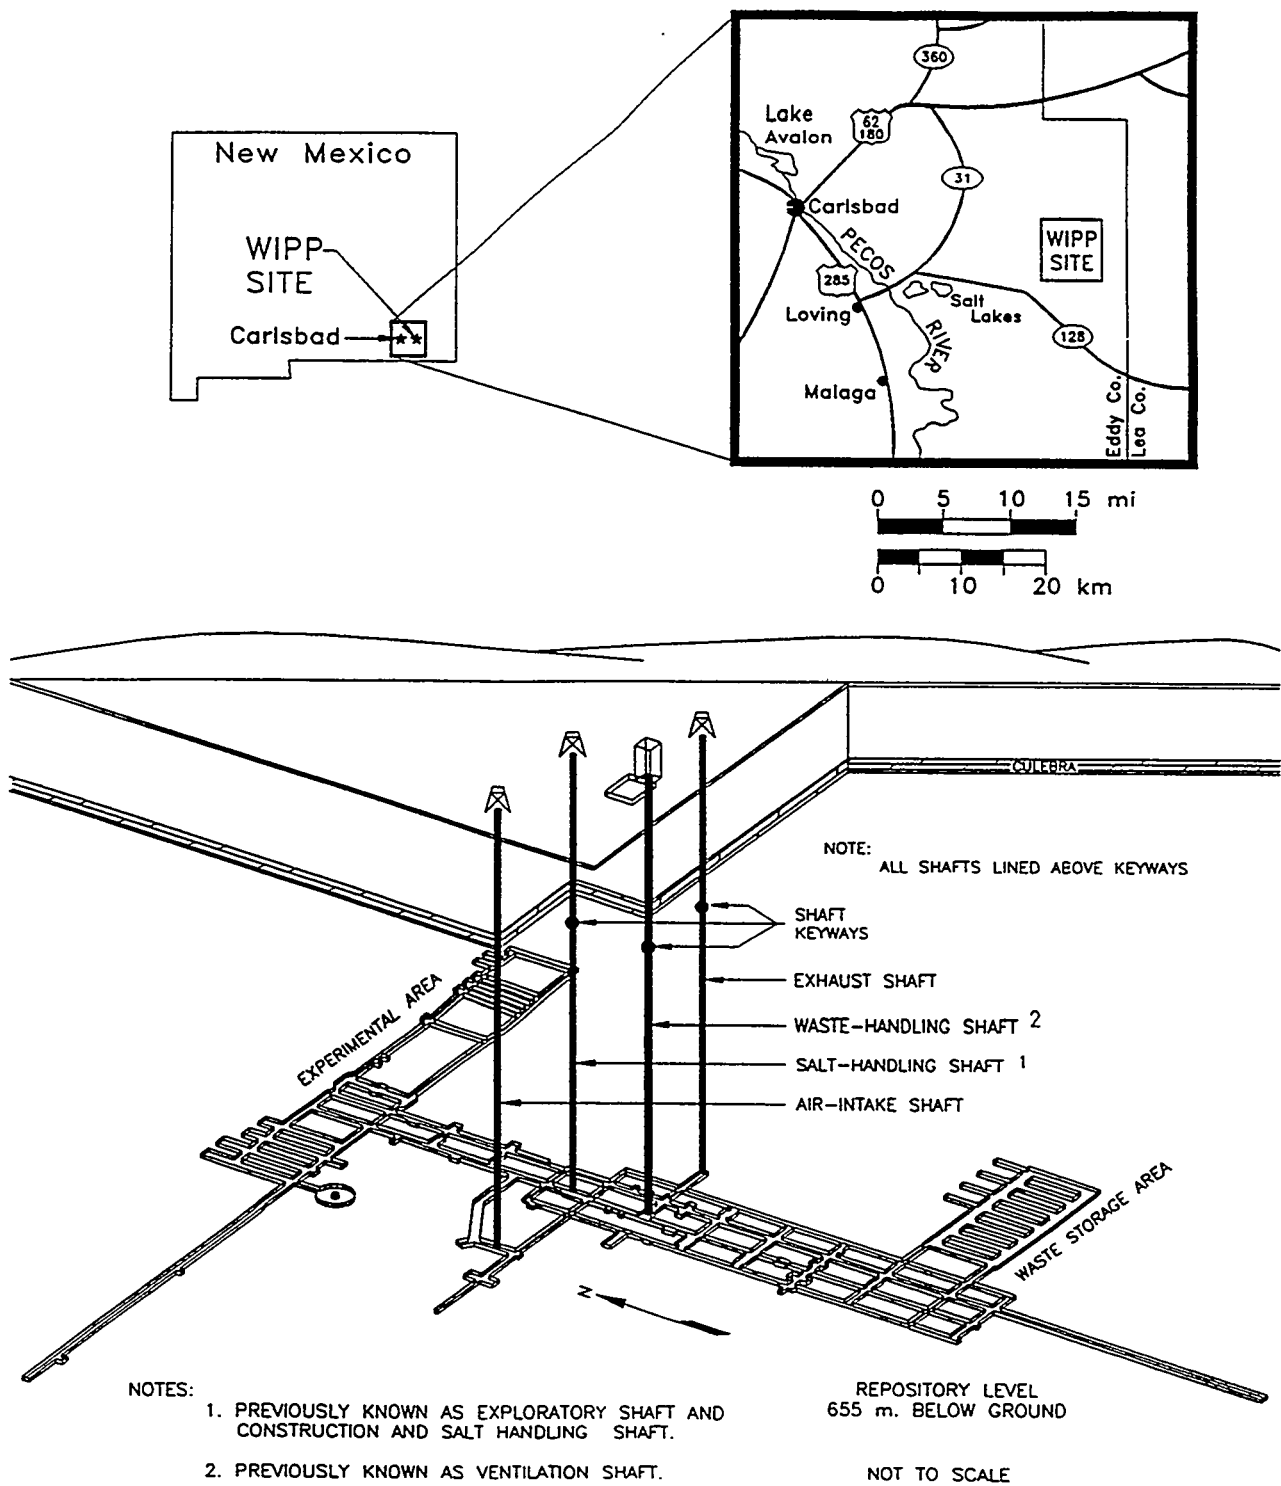 New Mexico
WIPP
SITE
Carlsbad
360
Lake
Avalon
62
180
31
Carlsbad
PECOS
RIVER
WIPP
SITE
285
Loving
Salt
Lakes
128
Malaga
Eddy Co.
Lea Co.
0 5 10 15 mi
0 10 20 km
CULEBRA
NOTE:
ALL SHAFTS LINED ABOVE KEYWAYS
SHAFT
KEYWAYS
EXHAUST SHAFT
WASTE-HANDLING SHAFT 2
SALT-HANDLING SHAFT 1
AIR-INTAKE SHAFT
EXPERIMENTAL AREA
WASTE STORAGE AREA
N
NOTES:
1. PREVIOUSLY KNOWN AS EXPLORATORY SHAFT AND
CONSTRUCTION AND SALT HANDLING SHAFT.
2. PREVIOUSLY KNOWN AS VENTILATION SHAFT.
REPOSITORY LEVEL
655 m. BELOW GROUND
NOT TO SCALE